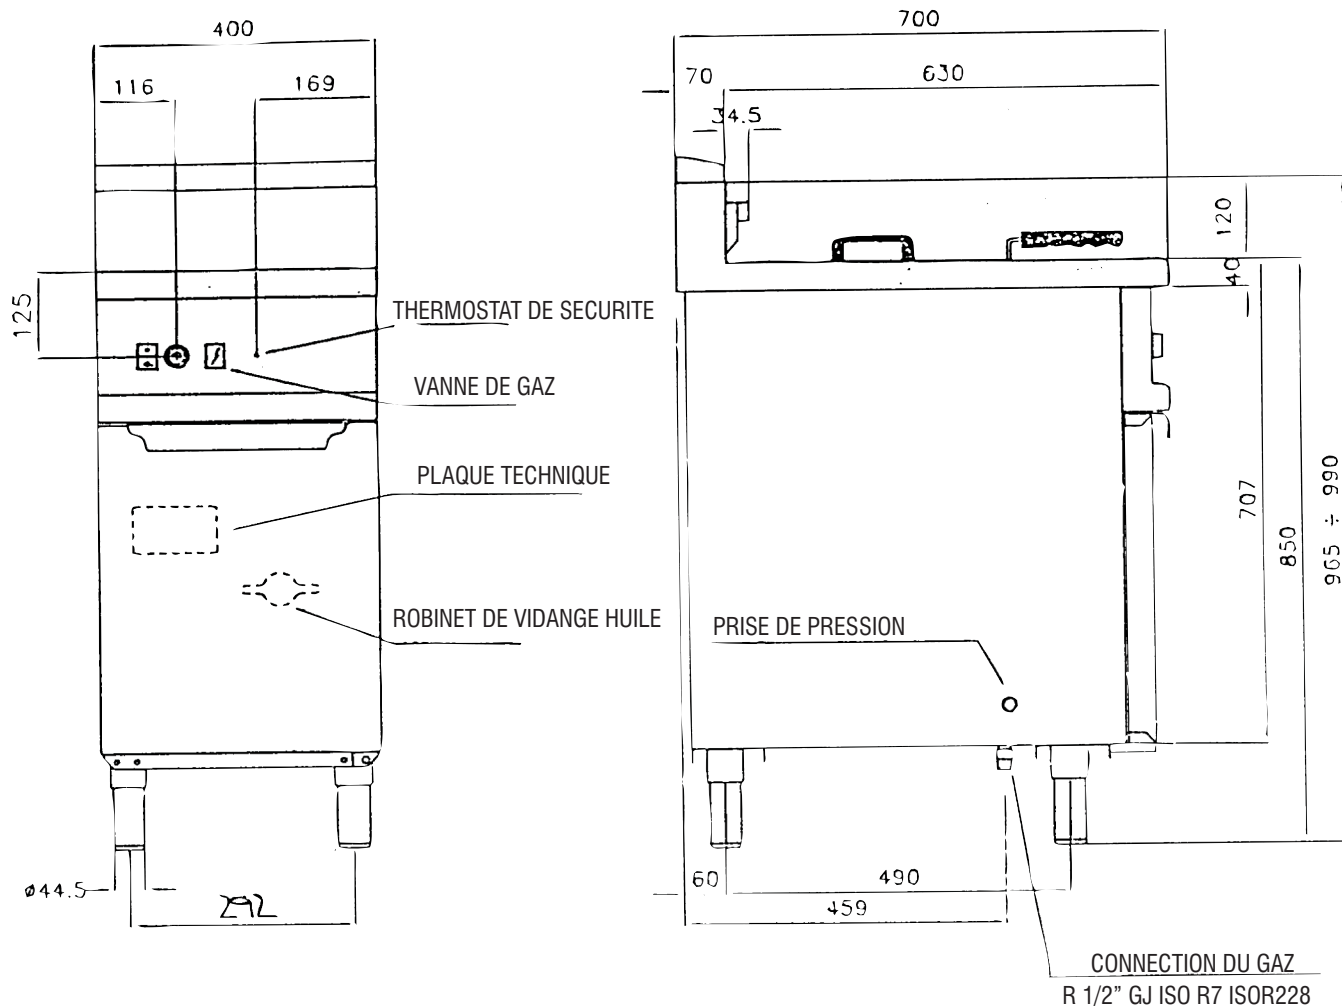 400
700
116
169
70
630
34.5
120
40
125
THERMOSTAT DE SECURITE
VANNE DE GAZ
PLAQUE TECHNIQUE
707
850
965 ÷ 990
ROBINET DE VIDANGE HUILE
PRISE DE PRESSION
ø44.5
292
60
490
459
CONNECTION DU GAZ
R 1/2" GJ ISO R7 ISOR228